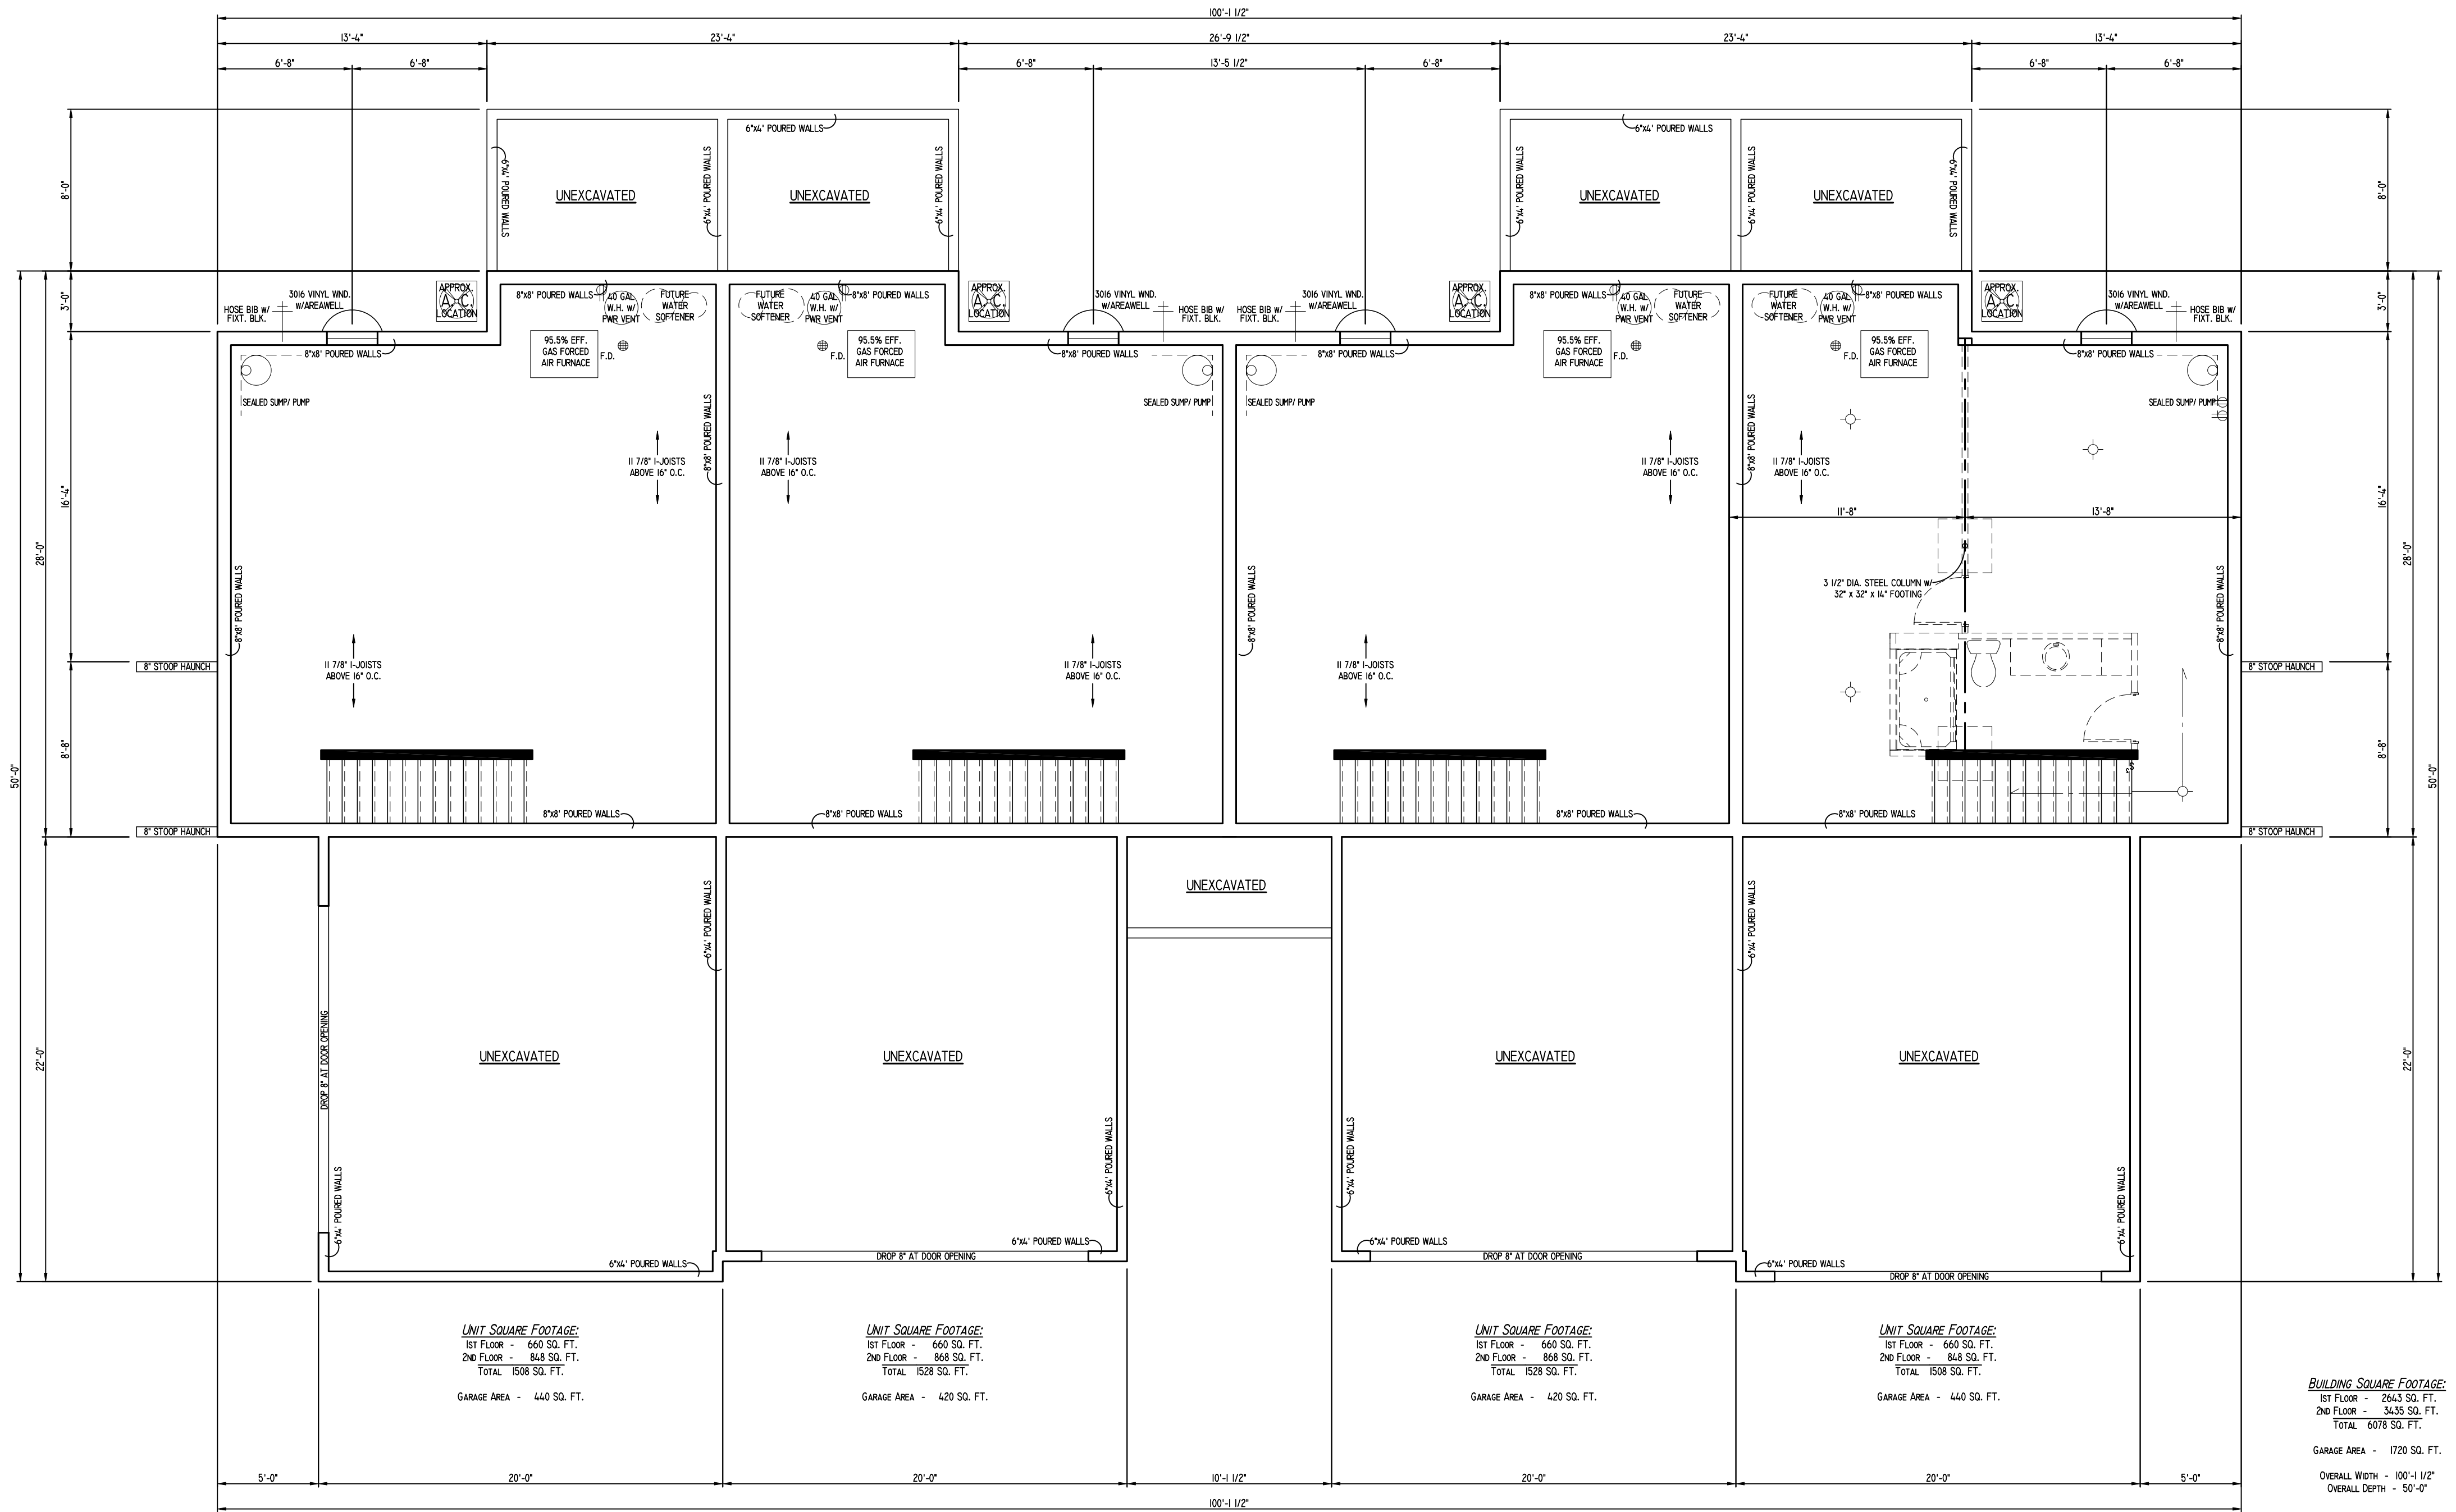 100'-1 1/2"
13'-4"
23'-4"
26'-9 1/2"
23'-4"
13'-4"
6'-8"
6'-8"
6'-8"
13'-5 1/2"
6'-8"
6'-8"
6'-8"
6"x4' POURED WALLS
6"x4' POURED WALLS
6"x4' POURED WALLS
6"x4' POURED WALLS
6"x4' POURED WALLS
6"x4' POURED WALLS
6"x4' POURED WALLS
6"x4' POURED WALLS
UNEXCAVATED
UNEXCAVATED
UNEXCAVATED
UNEXCAVATED
8'-0"
8'-0"
3'-0"
3'-0"
HOSE BIB W/
FIXT. BLK.
3016 VINYL WND.
W/AREAWELL
APPROX.
A.C.
LOCATION
8"x8' POURED WALLS
40 GAL
W.H. W/
PWR VENT
FUTURE
WATER
SOFTENER
FUTURE
WATER
SOFTENER
40 GAL
W.H. W/
PWR VENT
8"x8' POURED WALLS
APPROX.
A.C.
LOCATION
3016 VINYL WND.
W/AREAWELL
HOSE BIB W/
FIXT. BLK.
HOSE BIB W/
FIXT. BLK.
3016 VINYL WND.
W/AREAWELL
APPROX.
A.C.
LOCATION
8"x8' POURED WALLS
40 GAL
W.H. W/
PWR VENT
FUTURE
WATER
SOFTENER
FUTURE
WATER
SOFTENER
40 GAL
W.H. W/
PWR VENT
8"x8' POURED WALLS
APPROX.
A.C.
LOCATION
3016 VINYL WND.
W/AREAWELL
HOSE BIB W/
FIXT. BLK.
8"x8' POURED WALLS
95.5% EFF.
GAS FORCED
AIR FURNACE
F.D.
F.D.
95.5% EFF.
GAS FORCED
AIR FURNACE
8"x8' POURED WALLS
8"x8' POURED WALLS
95.5% EFF.
GAS FORCED
AIR FURNACE
F.D.
F.D.
95.5% EFF.
GAS FORCED
AIR FURNACE
8"x8' POURED WALLS
SEALED SUMP/ PUMP
SEALED SUMP/ PUMP
SEALED SUMP/ PUMP
SEALED SUMP/ PUMP
8"x8' POURED WALLS
8"x8' POURED WALLS
11 7/8" I-JOISTS
ABOVE 16" O.C.
11 7/8" I-JOISTS
ABOVE 16" O.C.
11 7/8" I-JOISTS
ABOVE 16" O.C.
11 7/8" I-JOISTS
ABOVE 16" O.C.
16'-4"
16'-4"
11'-8"
13'-8"
28'-0"
28'-0"
3 1/2" DIA. STEEL COLUMN W/
32" x 32" x 14" FOOTING
8"x8' POURED WALLS
8"x8' POURED WALLS
8"x8' POURED WALLS
8" STOOP HAUNCH
11 7/8" I-JOISTS
ABOVE 16" O.C.
11 7/8" I-JOISTS
ABOVE 16" O.C.
11 7/8" I-JOISTS
ABOVE 16" O.C.
8" STOOP HAUNCH
8'-8"
8'-8"
50'-0"
50'-0"
8"x8' POURED WALLS
8"x8' POURED WALLS
8"x8' POURED WALLS
8"x8' POURED WALLS
8" STOOP HAUNCH
8" STOOP HAUNCH
UNEXCAVATED
6"x4' POURED WALLS
6"x4' POURED WALLS
22'-0"
22'-0"
DROP 8" AT DOOR OPENING
UNEXCAVATED
UNEXCAVATED
UNEXCAVATED
UNEXCAVATED
6"x4' POURED WALLS
6"x4' POURED WALLS
6"x4' POURED WALLS
6"x4' POURED WALLS
6"x4' POURED WALLS
6"x4' POURED WALLS
DROP 8" AT DOOR OPENING
DROP 8" AT DOOR OPENING
6"x4' POURED WALLS
6"x4' POURED WALLS
DROP 8" AT DOOR OPENING
UNIT SQUARE FOOTAGE:
1ST FLOOR - 660 SQ. FT.
2ND FLOOR - 848 SQ. FT.
TOTAL 1508 SQ. FT.
GARAGE AREA - 440 SQ. FT.
UNIT SQUARE FOOTAGE:
1ST FLOOR - 660 SQ. FT.
2ND FLOOR - 868 SQ. FT.
TOTAL 1528 SQ. FT.
GARAGE AREA - 420 SQ. FT.
UNIT SQUARE FOOTAGE:
1ST FLOOR - 660 SQ. FT.
2ND FLOOR - 868 SQ. FT.
TOTAL 1528 SQ. FT.
GARAGE AREA - 420 SQ. FT.
UNIT SQUARE FOOTAGE:
1ST FLOOR - 660 SQ. FT.
2ND FLOOR - 848 SQ. FT.
TOTAL 1508 SQ. FT.
GARAGE AREA - 440 SQ. FT.
BUILDING SQUARE FOOTAGE:
1ST FLOOR - 2643 SQ. FT.
2ND FLOOR - 3435 SQ. FT.
TOTAL 6078 SQ. FT.
GARAGE AREA - 1720 SQ. FT.
OVERALL WIDTH - 100'-1 1/2"
OVERALL DEPTH - 50'-0"
5'-0"
20'-0"
20'-0"
10'-1 1/2"
20'-0"
20'-0"
5'-0"
100'-1 1/2"